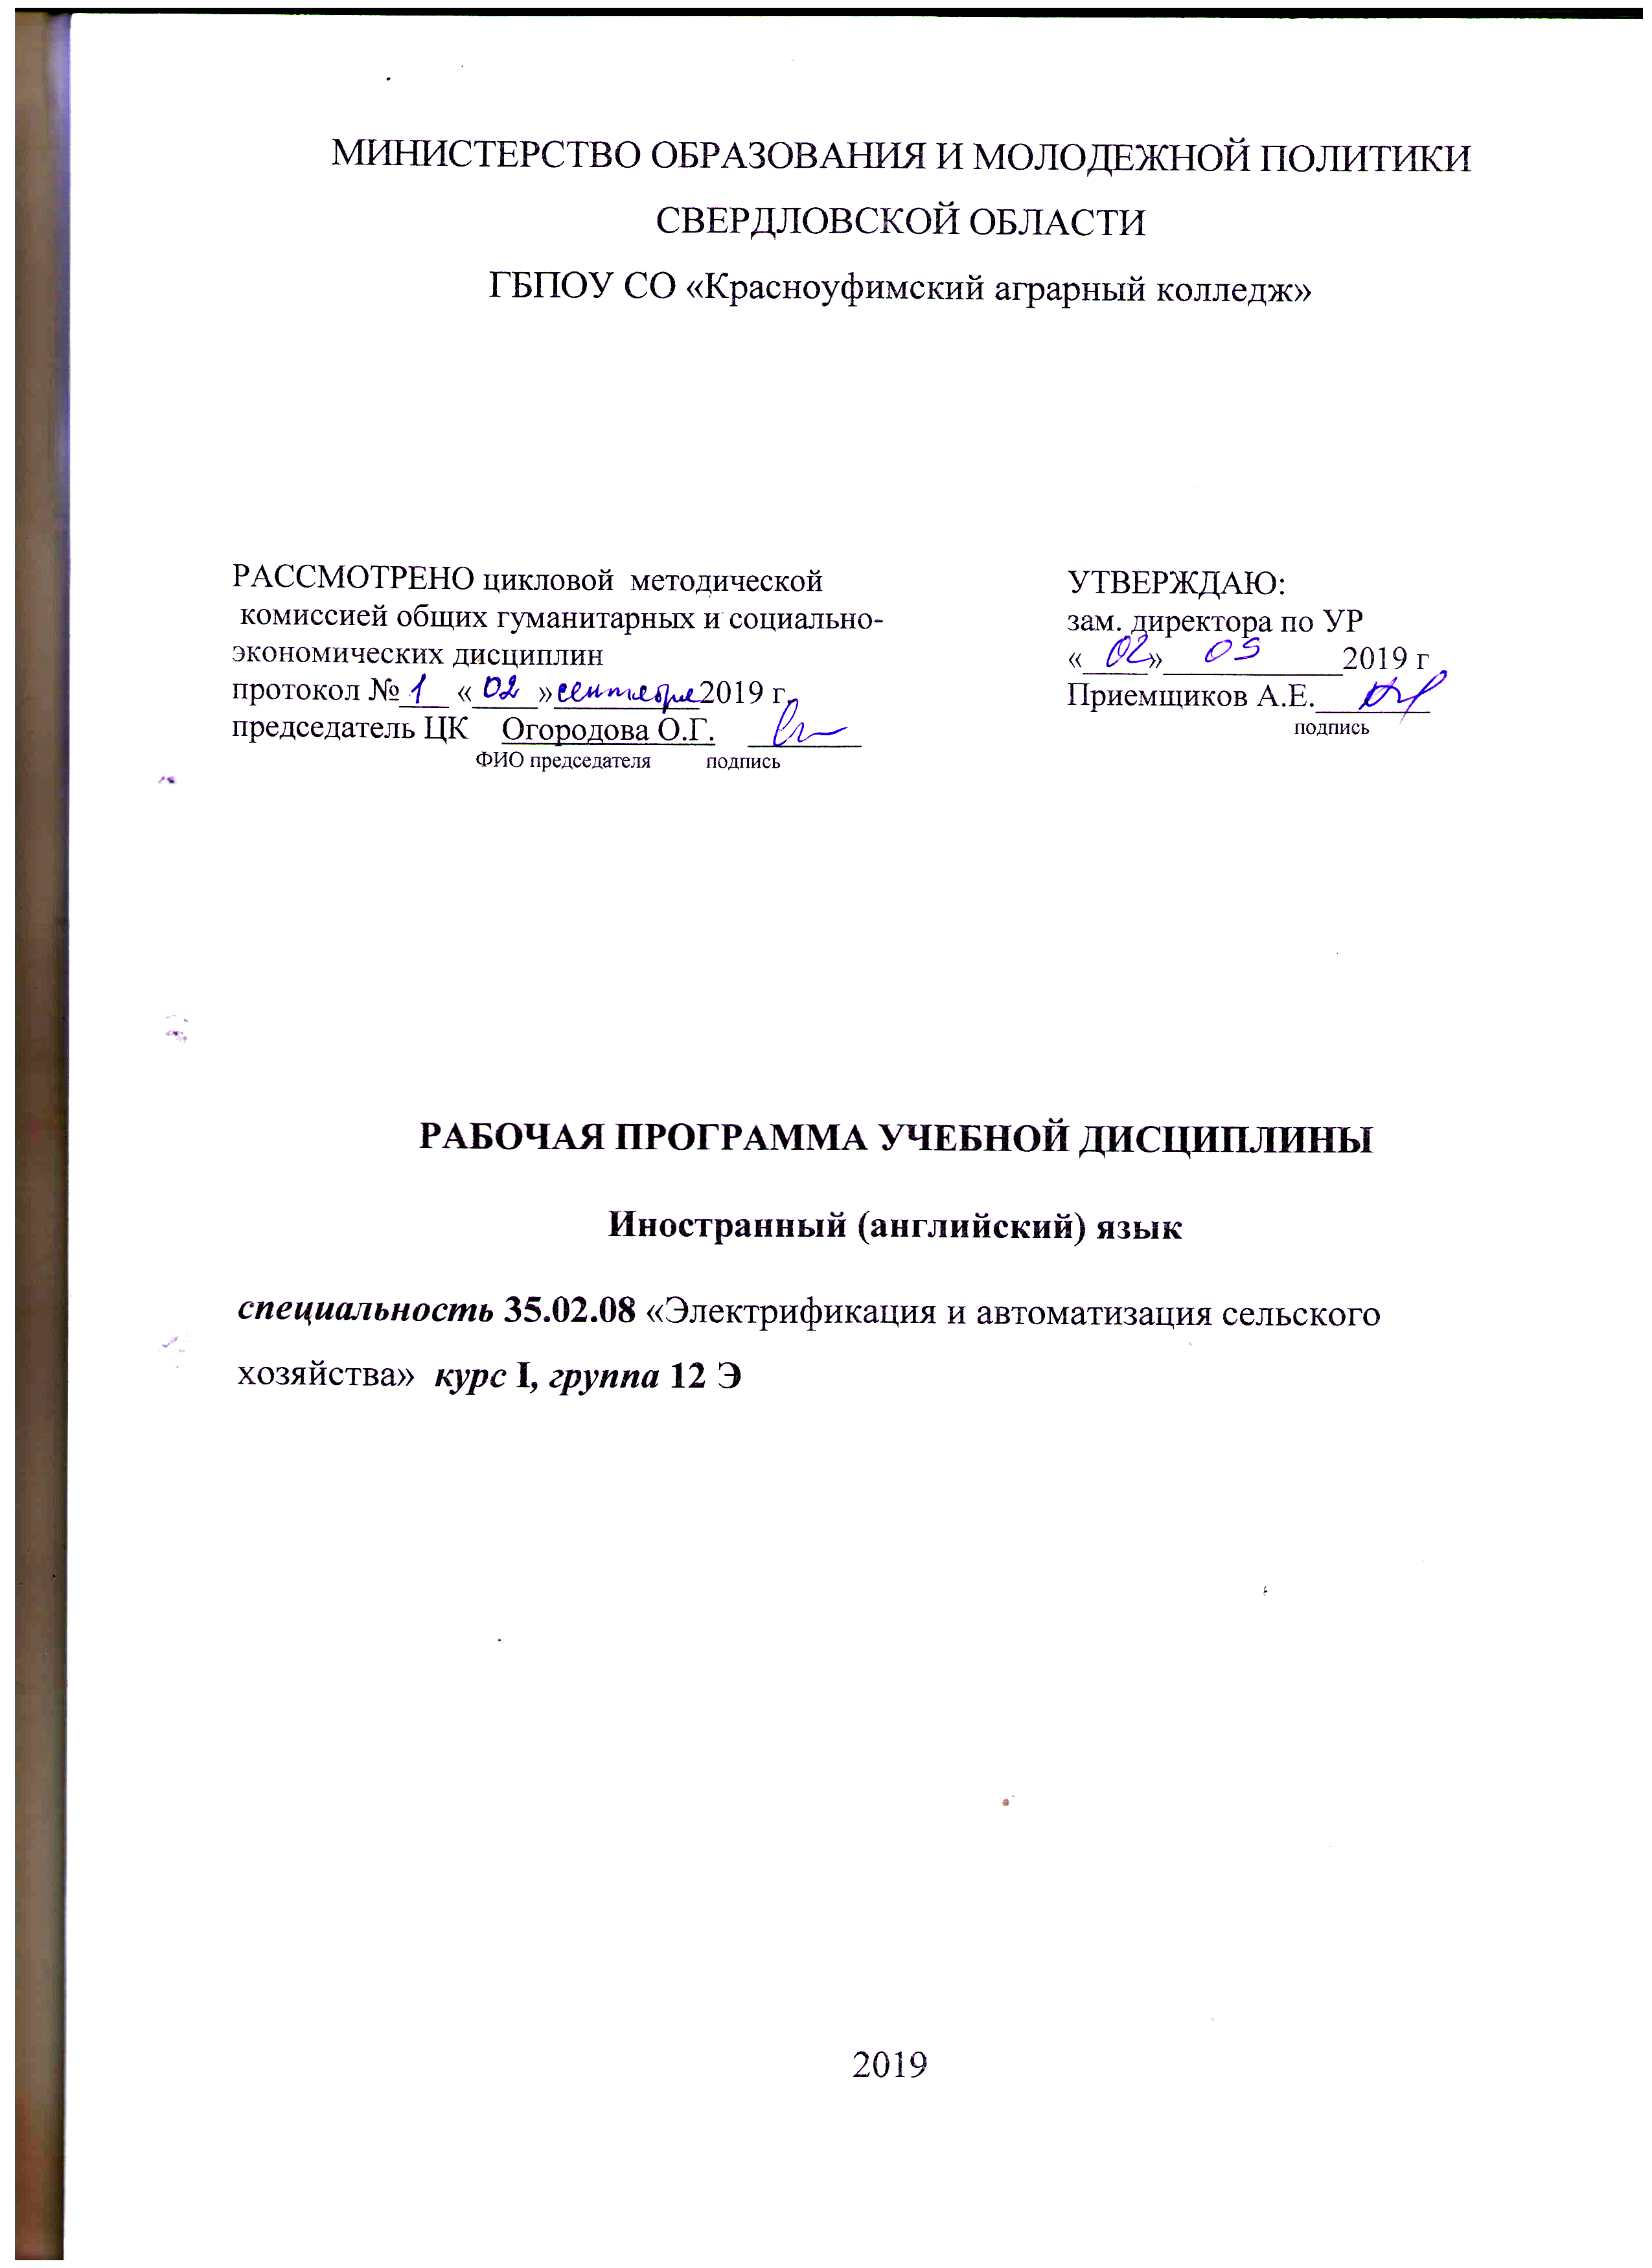 МИНИСТЕРСТВО ОБРАЗОВАНИЯ И МОЛОДЕЖНОЙ ПОЛИТИКИ
СВЕРДЛОВСКОЙ ОБЛАСТИ
ГБПОУ СО «Красноуфимский аграрный колледж»
РАССМОТРЕНО цикловой методической
комиссией общих гуманитарных и социально-
экономических дисциплин
протокол № 1 «02» сентября 2019 г.
председатель ЦК Огородова О.Г.
ФИО председателя подпись
УТВЕРЖДАЮ:
зам. директора по УР
«02» 09 2019 г
Приемщиков А.Е.
подпись
РАБОЧАЯ ПРОГРАММА УЧЕБНОЙ ДИСЦИПЛИНЫ
Иностранный (английский) язык
специальность 35.02.08 «Электрификация и автоматизация сельского
хозяйства» курс I, группа 12 Э
2019